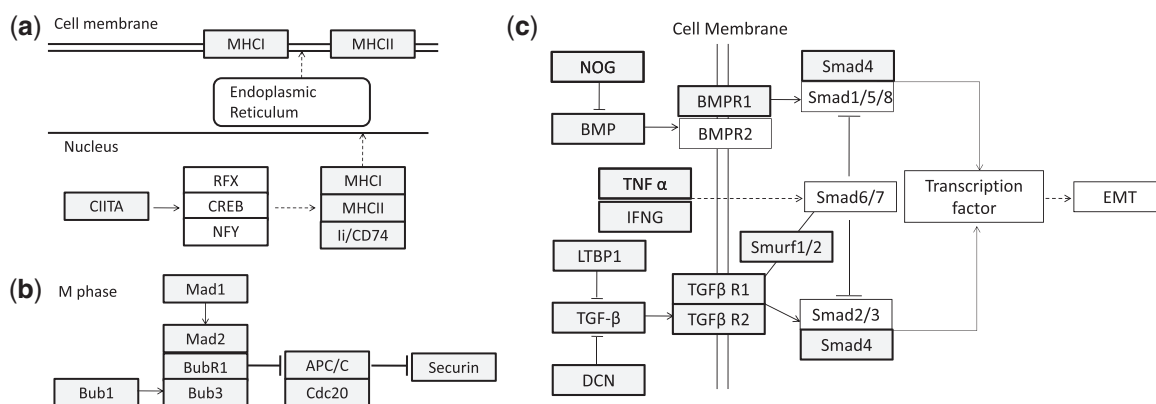 (a)
Cell membrane
MHCI
MHCII
Endoplasmic
Reticulum
Nucleus
CIITA
RFX
CREB
NFY
MHCI
MHCII
Ii/CD74
(b)
M phase
Mad1
Mad2
BubR1
Bub3
Bub1
APC/C
Cdc20
Securin
(c)
Cell Membrane
NOG
BMP
BMPR1
BMPR2
Smad4
Smad1/5/8
TNF α
IFNG
Smad6/7
Transcription
factor
EMT
Smurf1/2
LTBP1
TGF-β
DCN
TGFβ R1
TGFβ R2
Smad2/3
Smad4